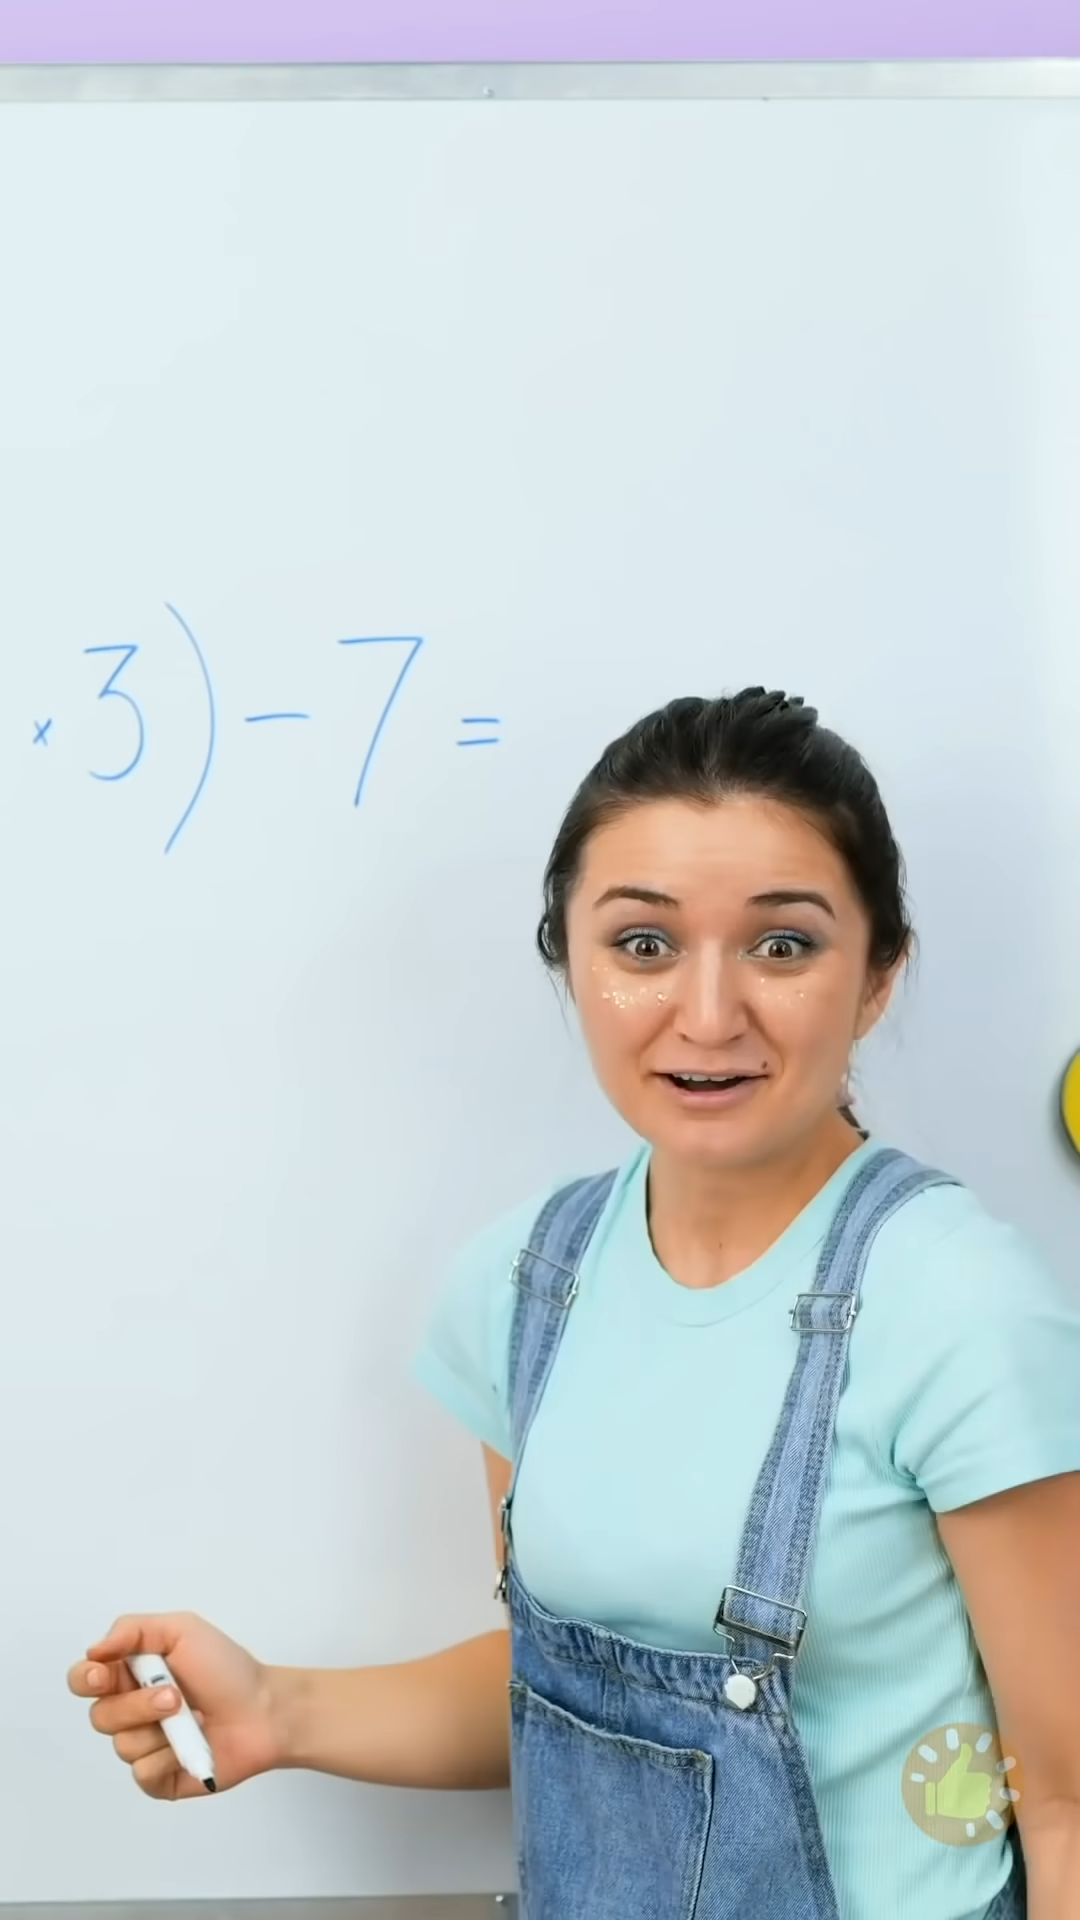 × 3) − 7 =